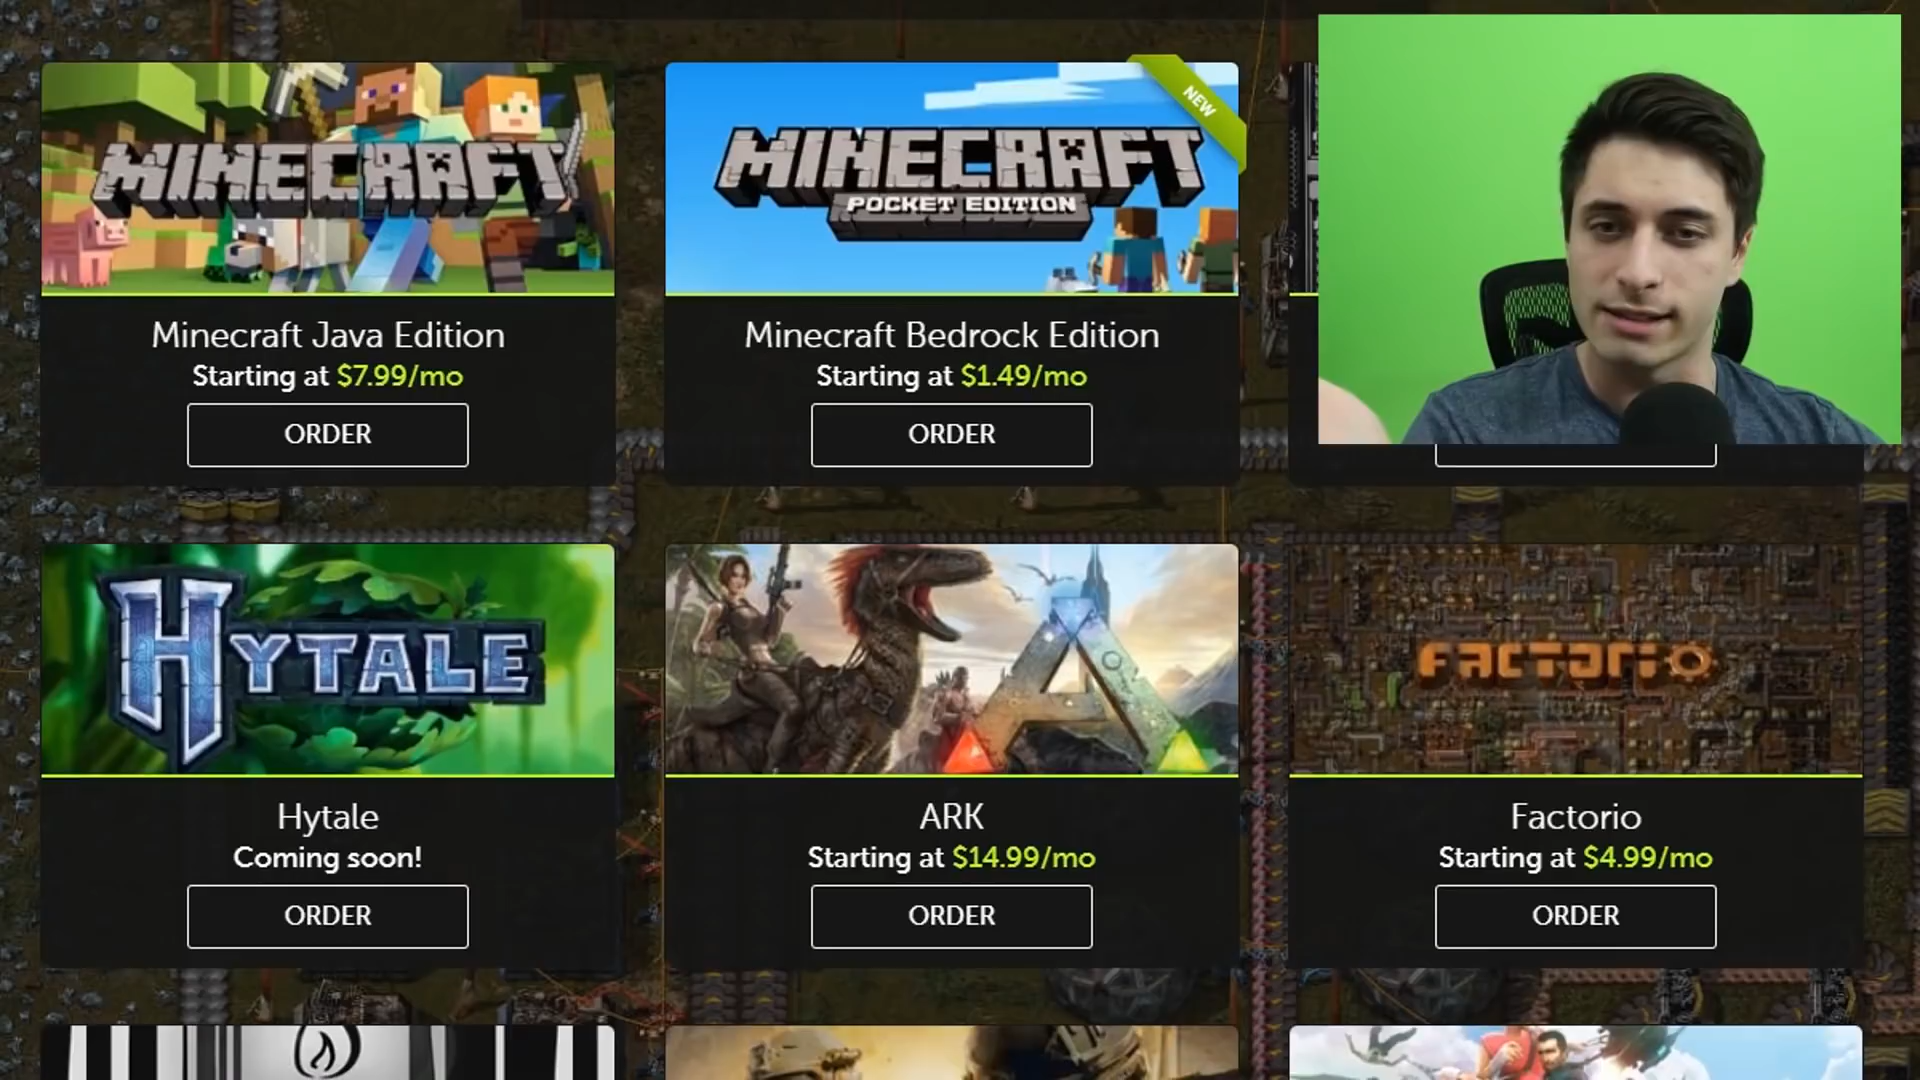 MINECRAFT
Minecraft Java Edition
Starting at $7.99/mo
ORDER
NEW
MINECRAFT
POCKET EDITION
Minecraft Bedrock Edition
Starting at $1.49/mo
ORDER
HYTALE
Hytale
Coming soon!
ORDER
ARK
Starting at $14.99/mo
ORDER
FACTORIO
Factorio
Starting at $4.99/mo
ORDER